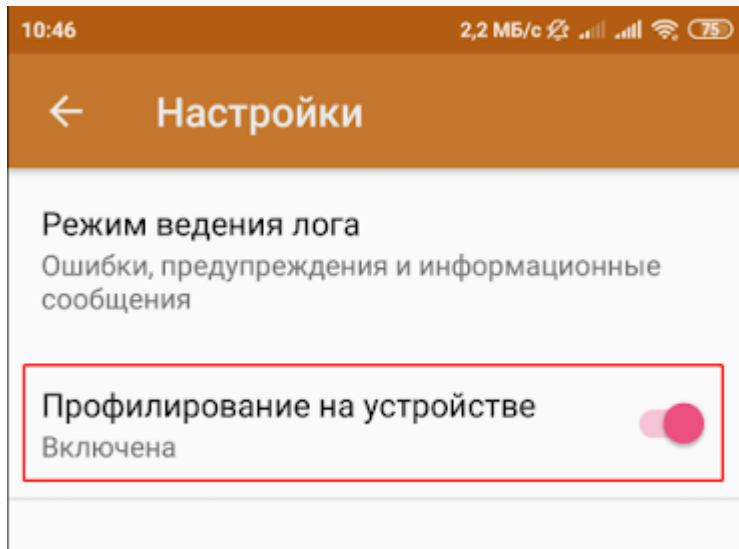 10:46 2,2 МБ/с 75
Настройки
Режим ведения лога
Ошибки, предупреждения и информационные
сообщения
Профилирование на устройстве
Включена